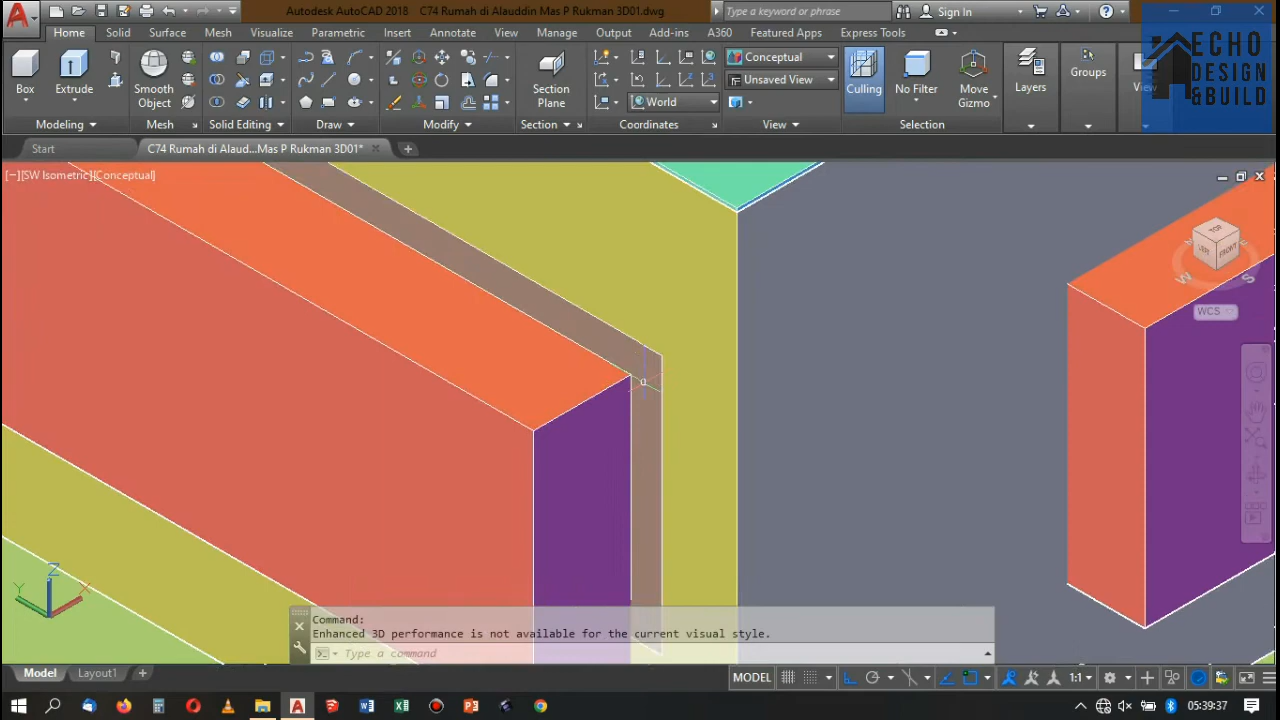 Autodesk AutoCAD 2018 C74 Rumah di Alauddin Mas P Rukman 3D01.dwg
Type a keyword or phrase
Sign In
Home Solid Surface Mesh Visualize Parametric Insert Annotate View Manage Output Add-ins A360 Featured Apps Express Tools
Box
Extrude
Smooth Object
Section Plane
World
Conceptual
Unsaved View
Culling
No Filter
Move Gizmo
Layers
Groups
View
ECHO
DESIGN
&BUILD
Modeling
Mesh
Solid Editing
Draw
Modify
Section
Coordinates
View
Selection
Start
C74 Rumah di Alaud...Mas P Rukman 3D01*
[−][SW Isometric][Conceptual]
TOP
LEFT
FRONT
W
S
WCS
Z
Y
X
Command:
Enhanced 3D performance is not available for the current visual style.
Type a command
Model
Layout1
MODEL
1:1
05:39:37